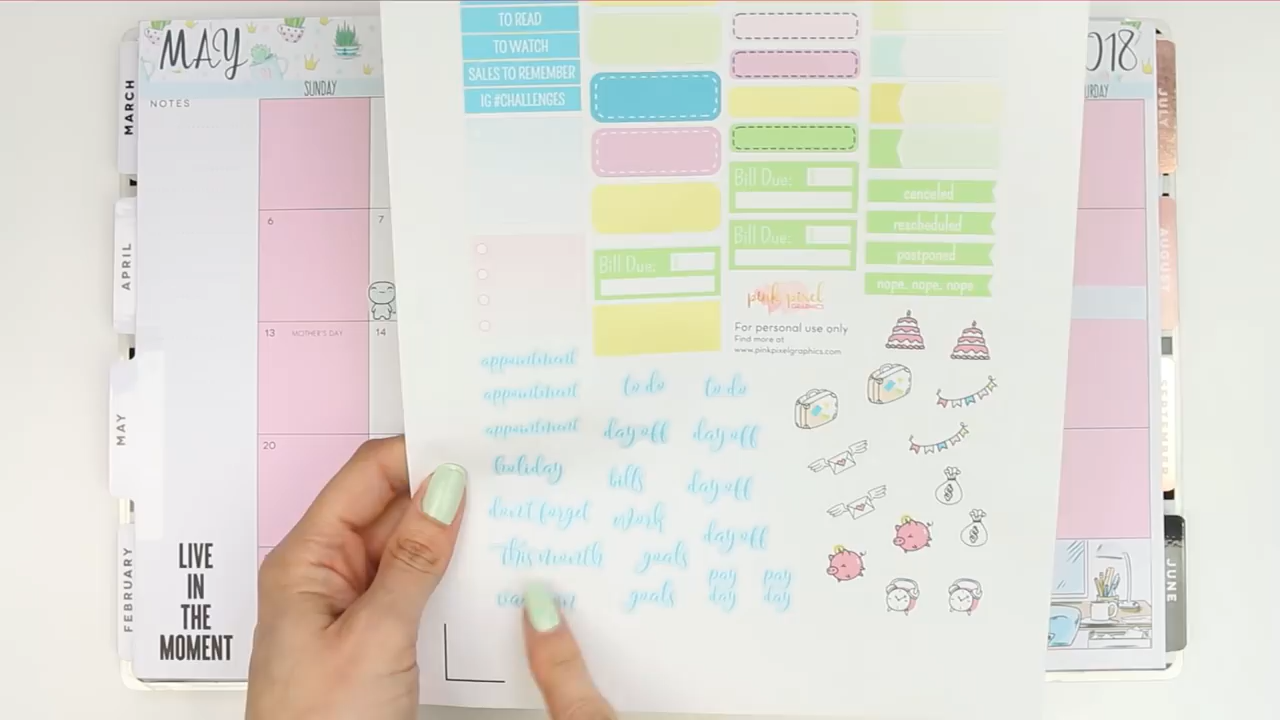 MAY
SUNDAY
NOTES
6
7
13
MOTHER'S DAY
14
20
LIVE
IN
THE
MOMENT
MARCH
APRIL
MAY
FEBRUARY
TO READ
TO WATCH
SALES TO REMEMBER
IG #CHALLENGES
Bill Due:
Bill Due:
Bill Due:
canceled
rescheduled
postponed
nope. nope. nope
pink pixel
GRAPHICS
For personal use only
Find more at
www.pinkpixelgraphics.com
appointment
appointment
appointment
holiday
don't forget
this month
to do to do
day off day off
bills day off
work day off
goals
goals
pay day
pay day
018
JULY
AUGUST
SEPTEMBER
JUNE